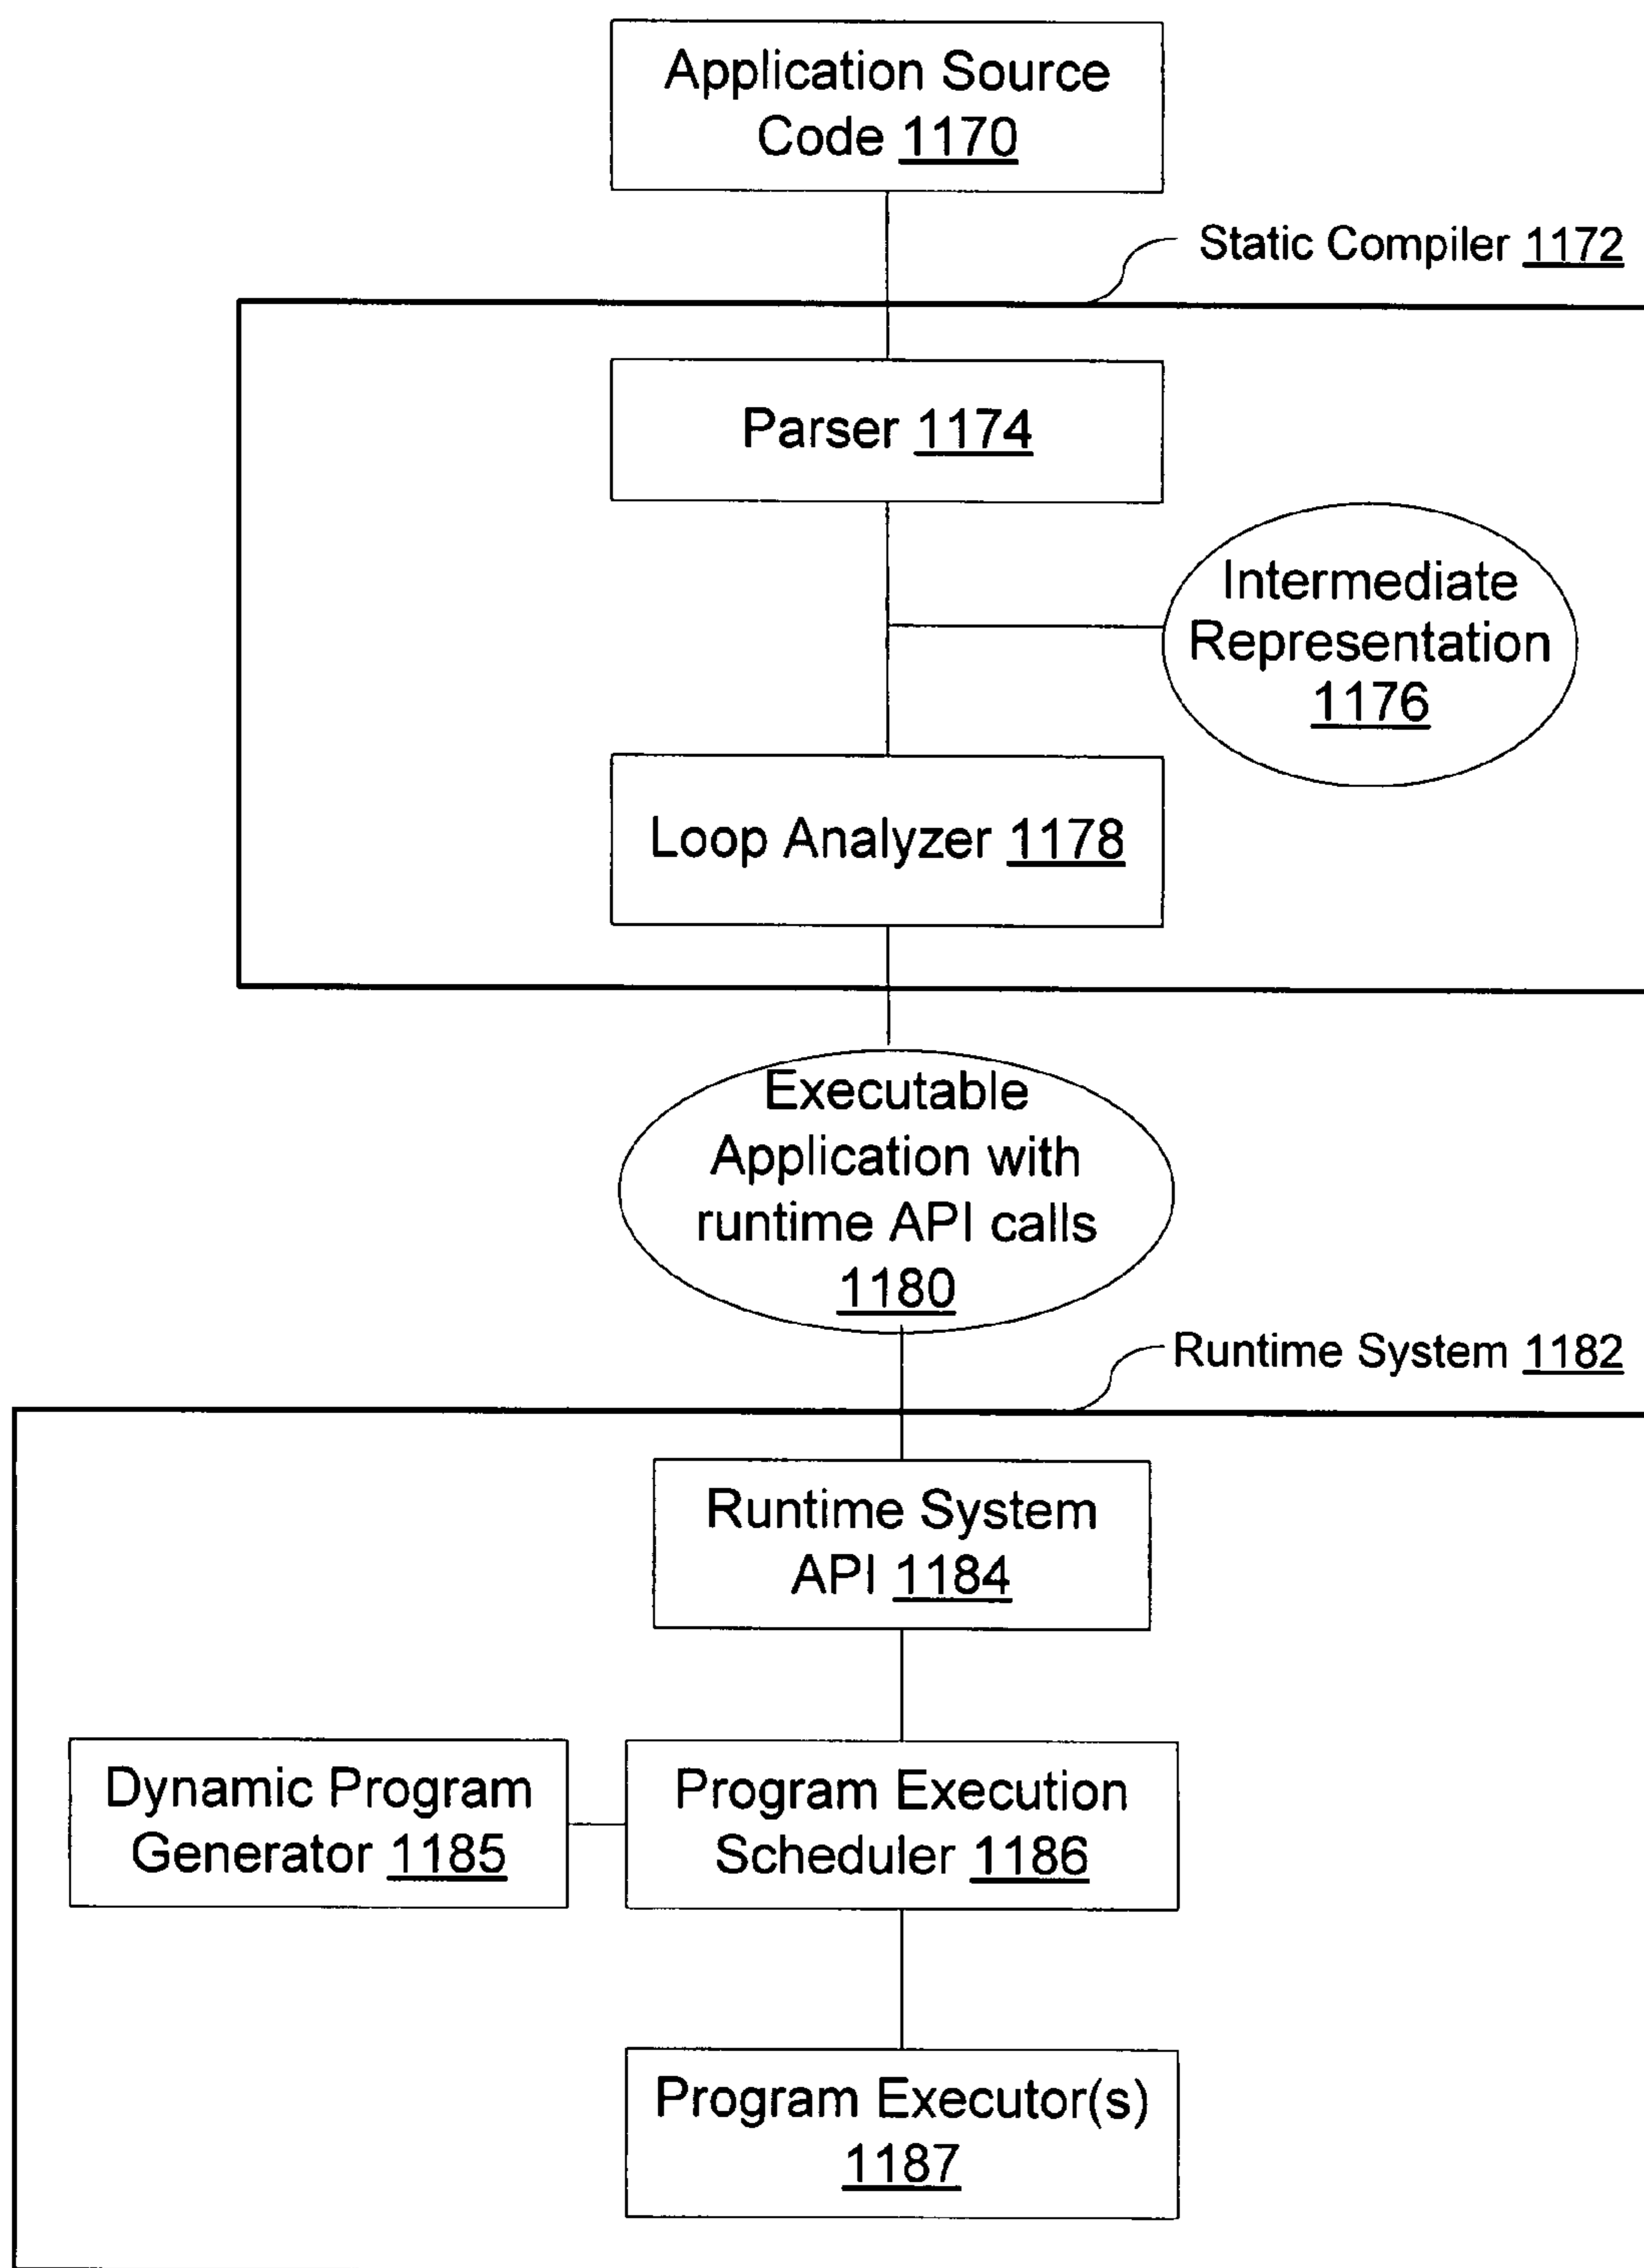 Application Source
Code 1170
Static Compiler 1172
Parser 1174
Intermediate
Representation
1176
Loop Analyzer 1178
Executable
Application with
runtime API calls
1180
Runtime System 1182
Runtime System
API 1184
Dynamic Program
Generator 1185
Program Execution
Scheduler 1186
Program Executor(s)
1187